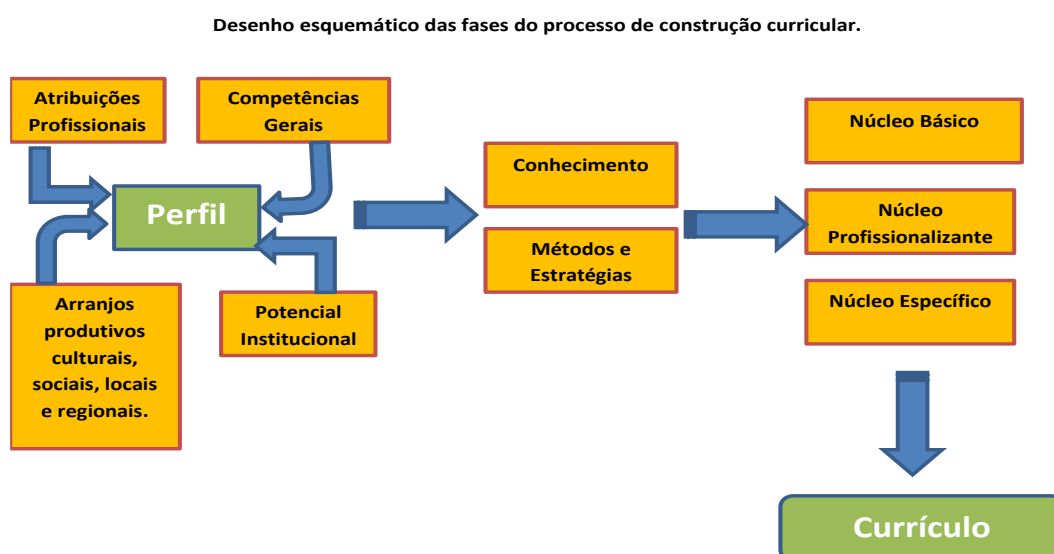 Desenho esquemático das fases do processo de construção curricular.
Atribuições
Profissionais
Competências
Gerais
Perfil
Arranjos
produtivos
culturais,
sociais, locais
e regionais.
Potencial
Institucional
Conhecimento
Métodos e
Estratégias
Núcleo Básico
Núcleo
Profissionalizante
Núcleo Específico
Currículo